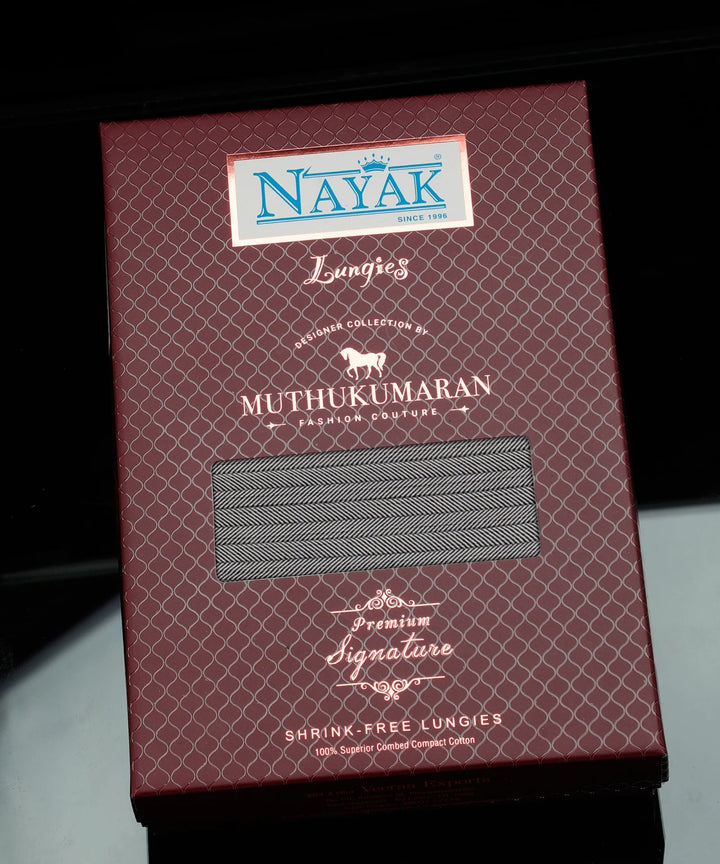 NAYAK®
SINCE 1996
Lungies
DESIGNER COLLECTION BY
MUTHUKUMARAN
FASHION COUTURE
Premium
Signature
SHRINK-FREE LUNGIES
100% Superior Combed Compact Cotton